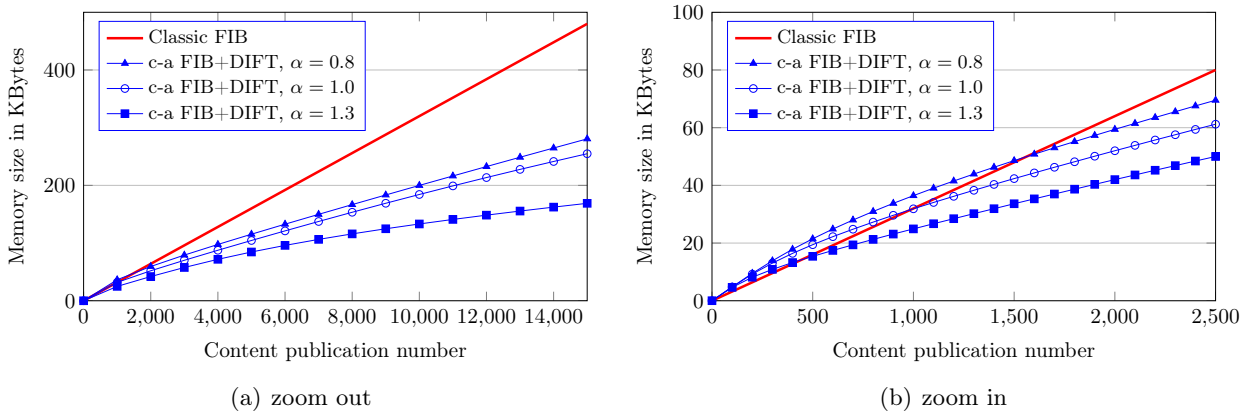 Classic FIB
c-a FIB+DIFT, α = 0.8
c-a FIB+DIFT, α = 1.0
c-a FIB+DIFT, α = 1.3
400
200
0
Memory size in KBytes
0 2,000 4,000 6,000 8,000 10,000 12,000 14,000
Content publication number
(a) zoom out
Classic FIB
c-a FIB+DIFT, α = 0.8
c-a FIB+DIFT, α = 1.0
c-a FIB+DIFT, α = 1.3
100
80
60
40
20
0
Memory size in KBytes
0 500 1,000 1,500 2,000 2,500
Content publication number
(b) zoom in